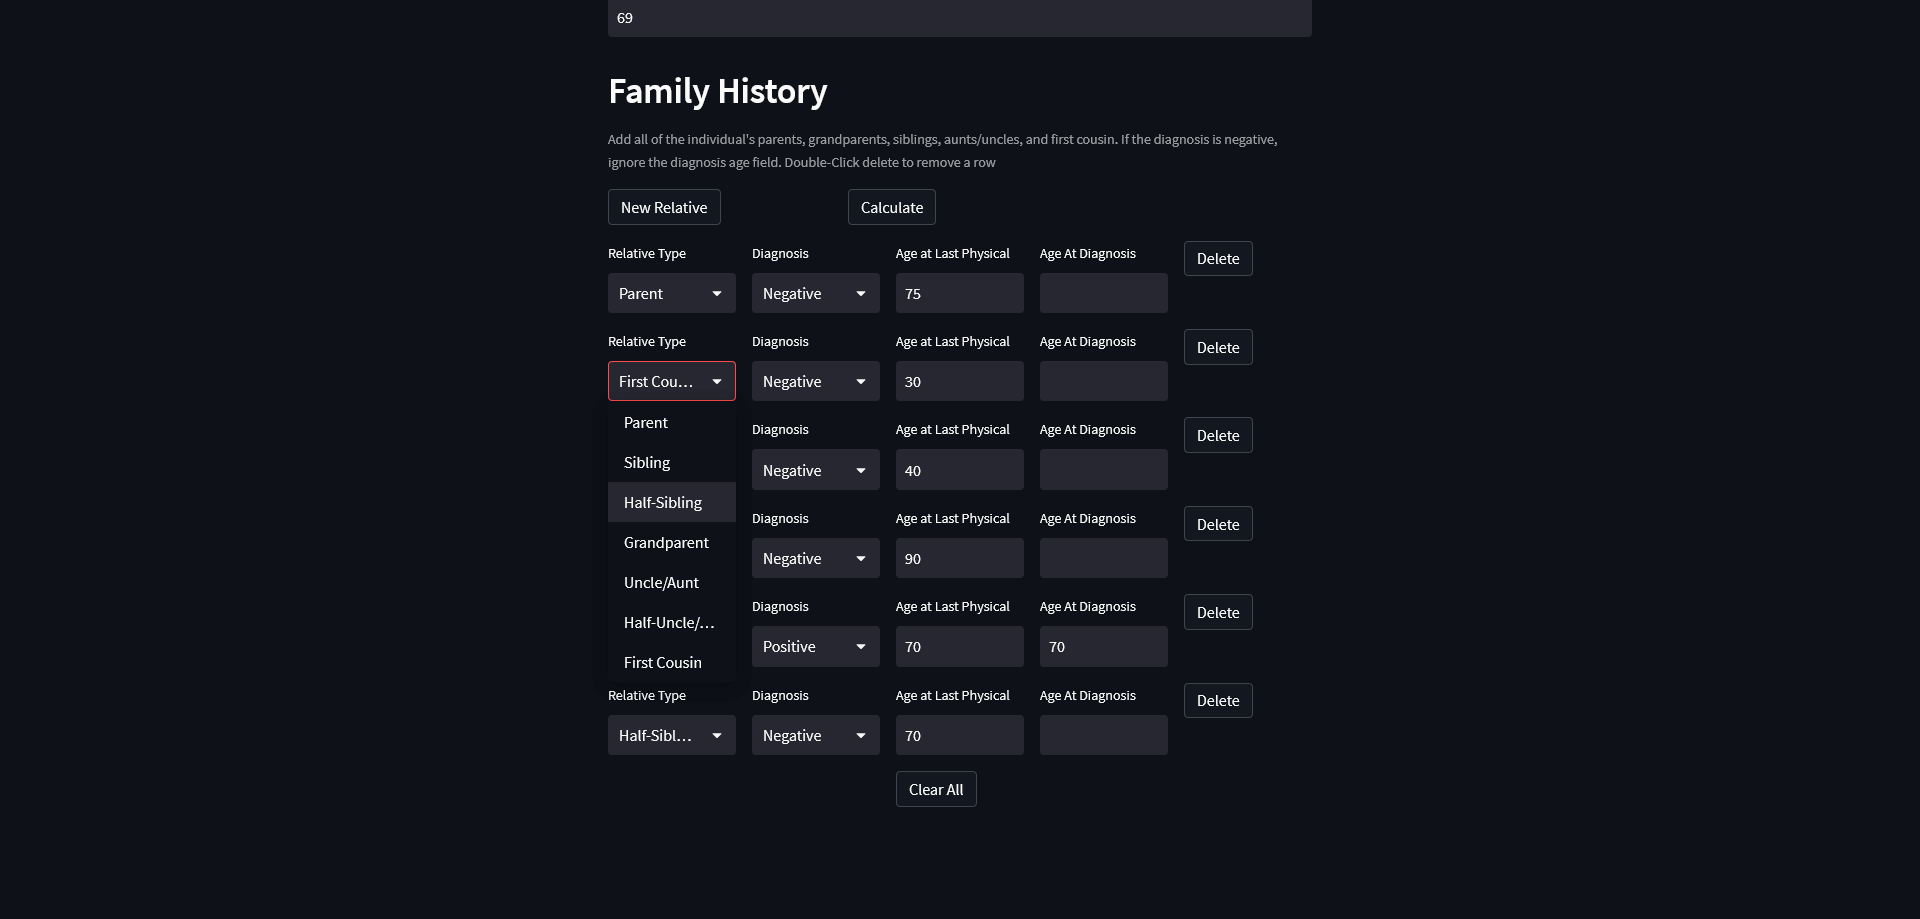 69
Family History
Add all of the individual's parents, grandparents, siblings, aunts/uncles, and first cousin. If the diagnosis is negative,
ignore the diagnosis age field. Double-Click delete to remove a row
New Relative Calculate
Relative Type Diagnosis Age at Last Physical Age At Diagnosis Delete
Parent Negative 75
Relative Type Diagnosis Age at Last Physical Age At Diagnosis Delete
First Cou... Negative 30
Parent
Diagnosis Age at Last Physical Age At Diagnosis Delete
Sibling
Negative 40
Half-Sibling
Diagnosis Age at Last Physical Age At Diagnosis Delete
Grandparent
Negative 90
Uncle/Aunt
Diagnosis Age at Last Physical Age At Diagnosis Delete
Half-Uncle/...
Positive 70 70
First Cousin
Relative Type Diagnosis Age at Last Physical Age At Diagnosis Delete
Half-Sibl... Negative 70
Clear All